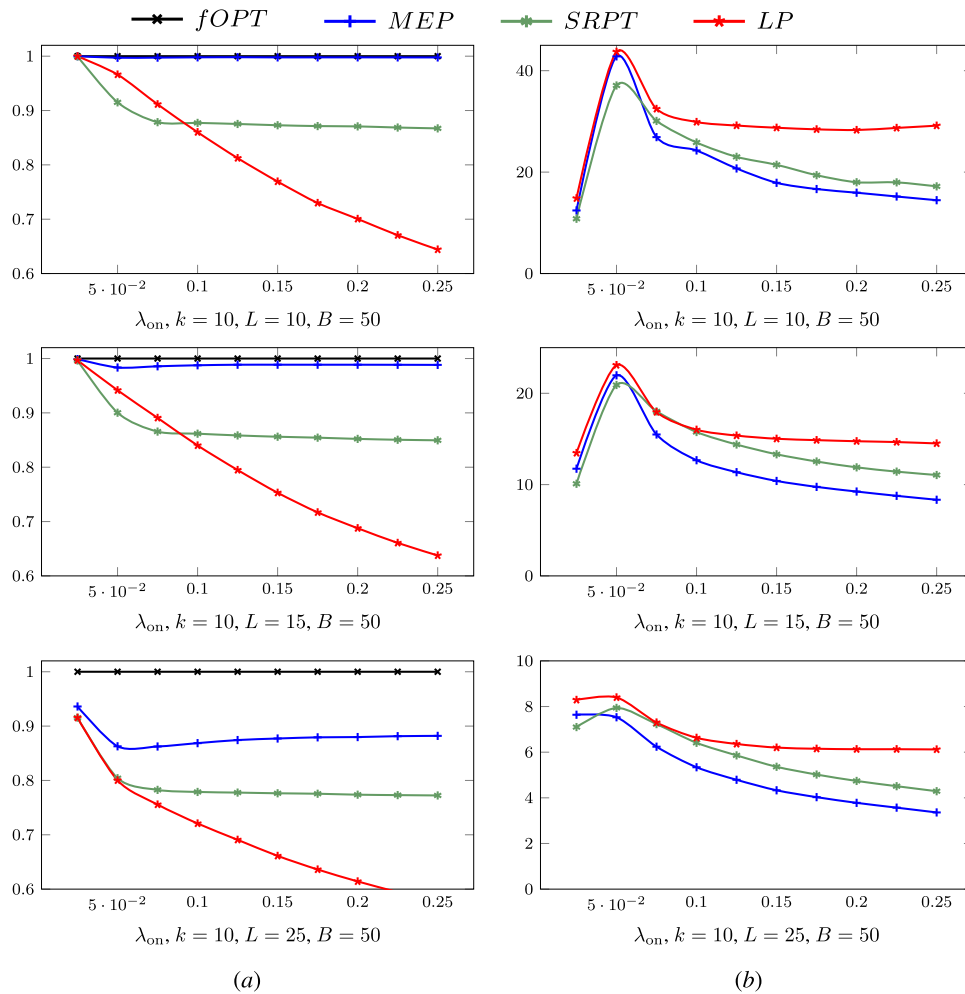 fOPT MEP SRPT LP
1
0.9
0.8
0.7
0.6
5 · 10⁻² 0.1 0.15 0.2 0.25
λon, k = 10, L = 10, B = 50
40
20
0
5 · 10⁻² 0.1 0.15 0.2 0.25
λon, k = 10, L = 10, B = 50
1
0.9
0.8
0.7
0.6
5 · 10⁻² 0.1 0.15 0.2 0.25
λon, k = 10, L = 15, B = 50
20
10
0
5 · 10⁻² 0.1 0.15 0.2 0.25
λon, k = 10, L = 15, B = 50
1
0.9
0.8
0.7
0.6
5 · 10⁻² 0.1 0.15 0.2 0.25
λon, k = 10, L = 25, B = 50
10
8
6
4
2
0
5 · 10⁻² 0.1 0.15 0.2 0.25
λon, k = 10, L = 25, B = 50
(a) (b)